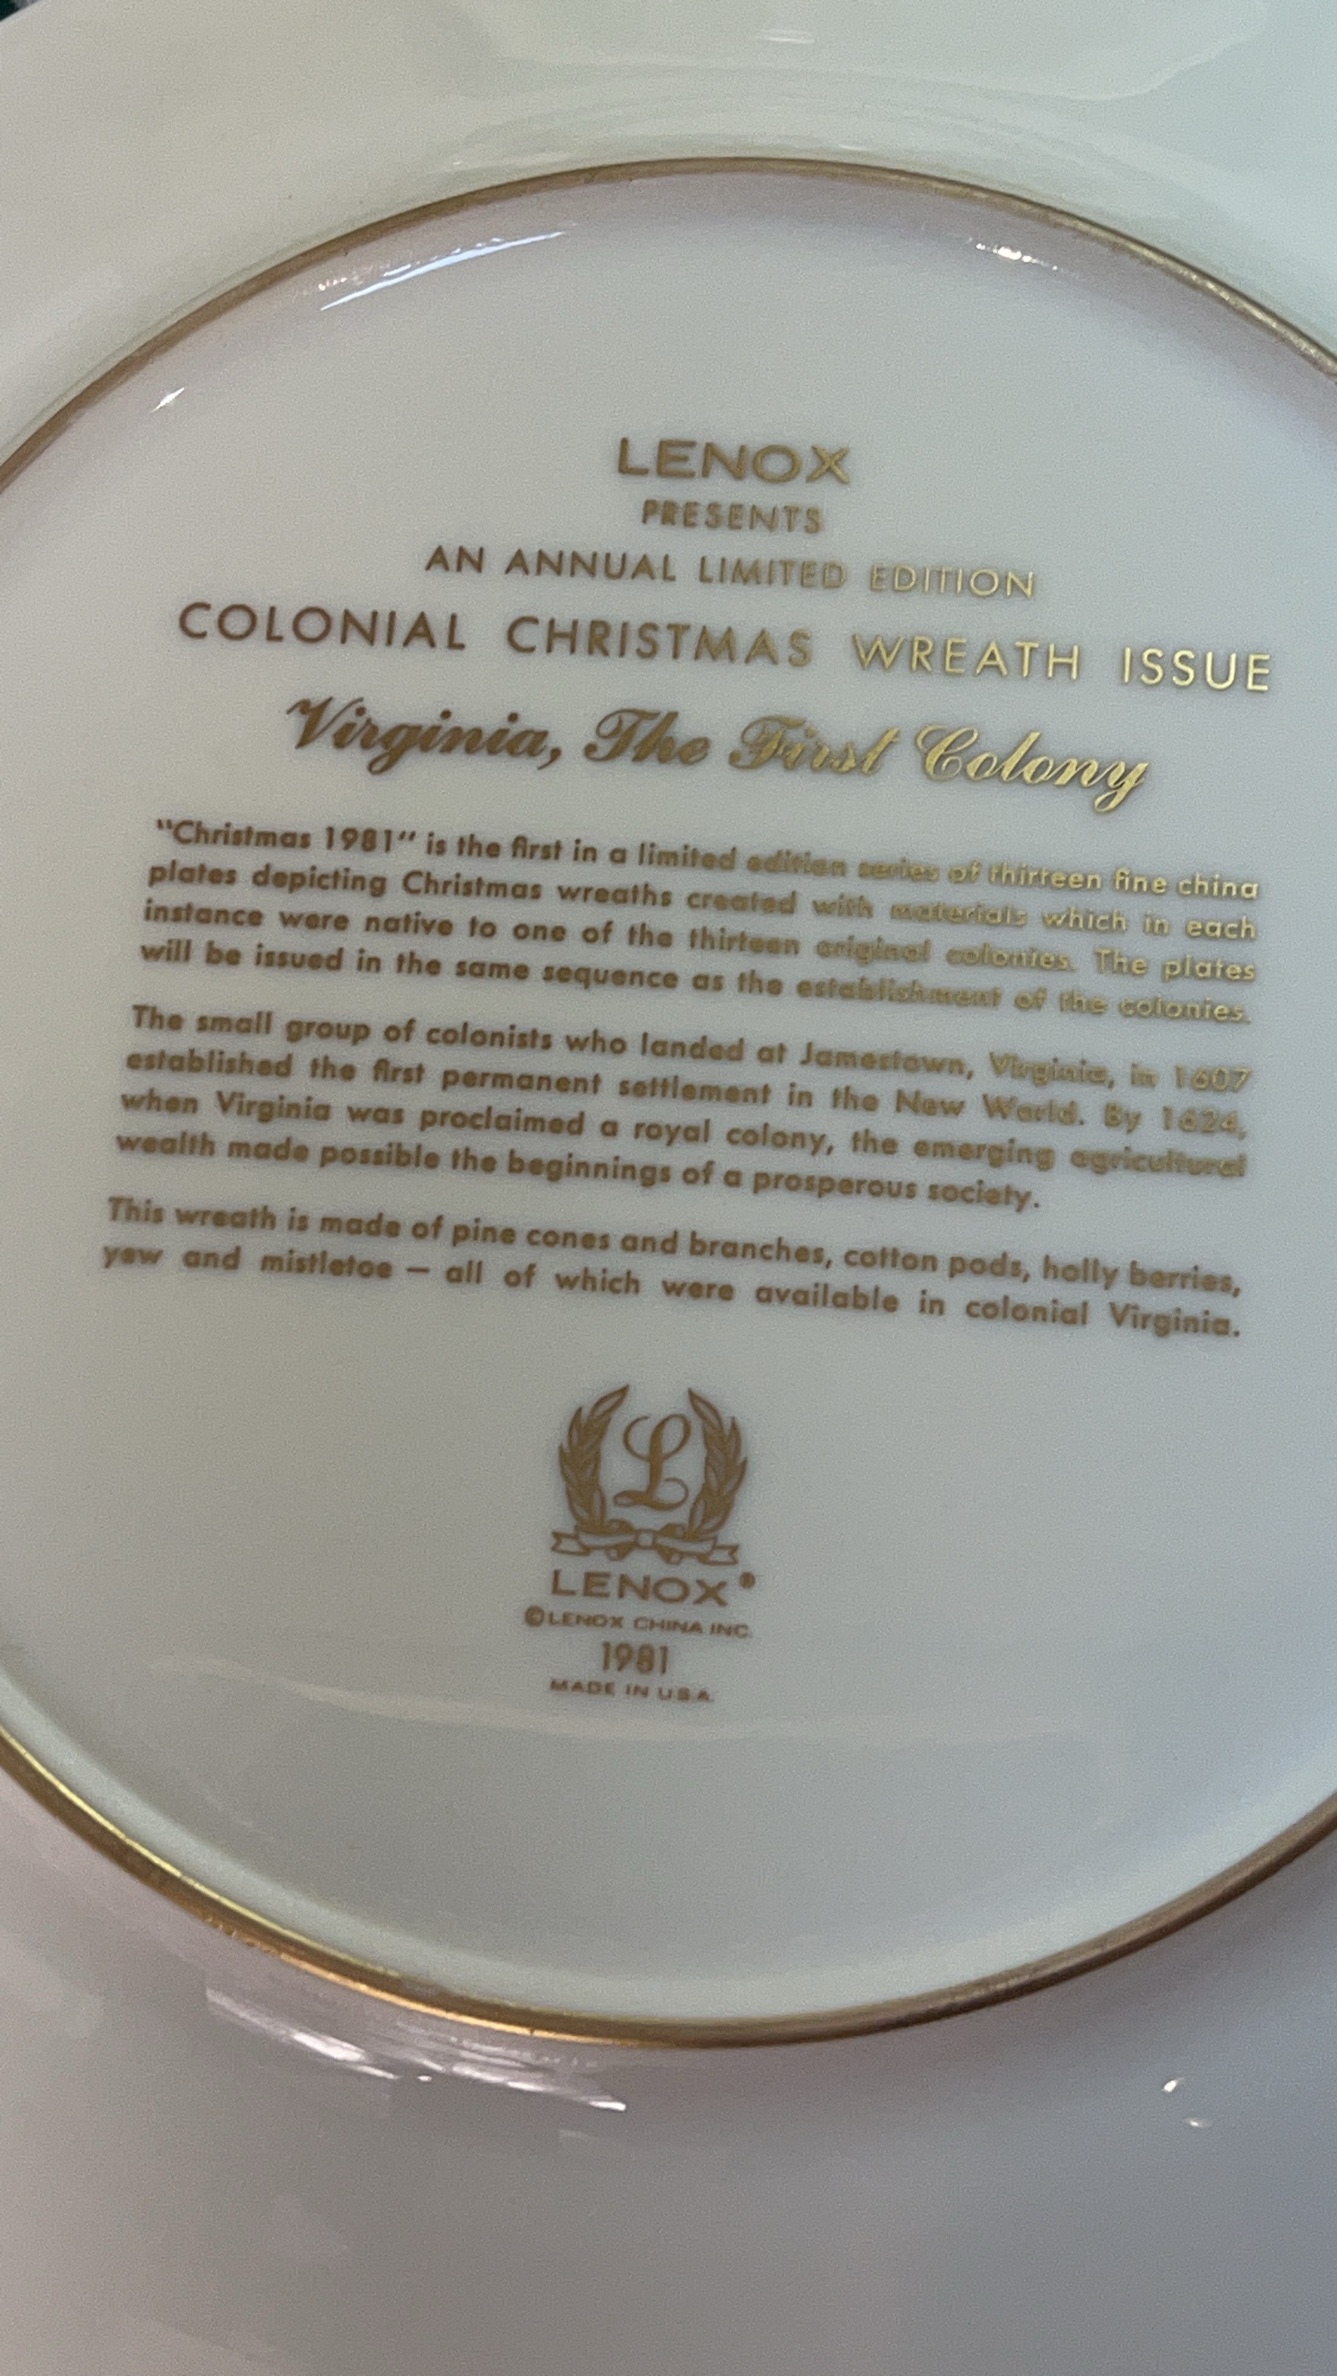 LENOX
PRESENTS
AN ANNUAL LIMITED EDITION
COLONIAL CHRISTMAS WREATH ISSUE
Virginia, The First Colony
"Christmas 1981" is the first in a limited edition series of thirteen fine china
plates depicting Christmas wreaths created with materials which in each
instance were native to one of the thirteen original colonies. The plates
will be issued in the same sequence as the establishment of the colonies.
The small group of colonists who landed at Jamestown, Virginia, in 1607
established the first permanent settlement in the New World. By 1624,
when Virginia was proclaimed a royal colony, the emerging agricultural
wealth made possible the beginnings of a prosperous society.
This wreath is made of pine cones and branches, cotton pods, holly berries,
yew and mistletoe — all of which were available in colonial Virginia.
L
LENOX®
©LENOX CHINA INC.
1981
MADE IN U.S.A.